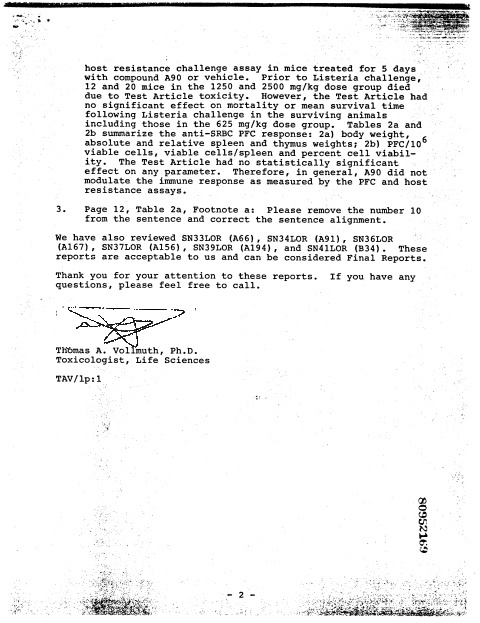 host resistance challenge assay in mice treated for 5 days
with compound A90 or vehicle. Prior to Listeria challenge,
12 and 20 mice in the 1250 and 2500 mg/kg dose group died
due to Test Article toxicity. However, the Test Article had
no significant effect on mortality or mean survival time
following Listeria challenge in the surviving animals
including those in the 625 mg/kg dose group. Tables 2a and
2b summarize the anti-SRBC PFC response: 2a) body weight,
absolute and relative spleen and thymus weights; 2b) PFC/10⁶
viable cells, viable cells/spleen and percent cell viabil-
ity. The Test Article had no statistically significant
effect on any parameter. Therefore, in general, A90 did not
modulate the immune response as measured by the PFC and host
resistance assays.
3. Page 12, Table 2a, Footnote a: Please remove the number 10
from the sentence and correct the sentence alignment.
We have also reviewed SN33LOR (A66), SN34LOR (A91), SN36LOR
(A167), SN37LOR (A156), SN39LOR (A194), and SN41LOR (B34). These
reports are acceptable to us and can be considered Final Reports.
Thank you for your attention to these reports. If you have any
questions, please feel free to call.
Thomas A. Vollmuth, Ph.D.
Toxicologist, Life Sciences
TAV/lp:1
80952169
- 2 -